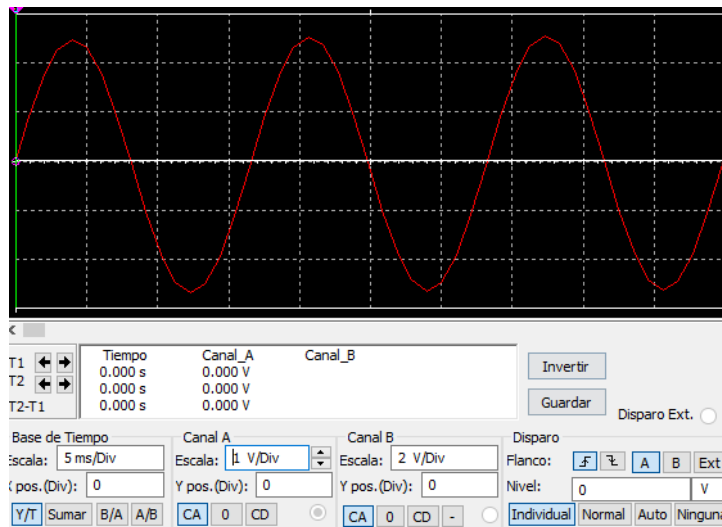 Tiempo Canal_A Canal_B
T1 0.000 s 0.000 V
T2 0.000 s 0.000 V
T2-T1 0.000 s 0.000 V
Invertir
Guardar
Disparo Ext.
Base de Tiempo Canal A Canal B Disparo
Escala: 5 ms/Div Escala: 1 V/Div Escala: 2 V/Div Flanco: A B Ext
X pos.(Div): 0 Y pos.(Div): 0 Y pos.(Div): 0 Nivel: 0 V
Y/T Sumar B/A A/B CA 0 CD CA 0 CD - Individual Normal Auto Ninguna